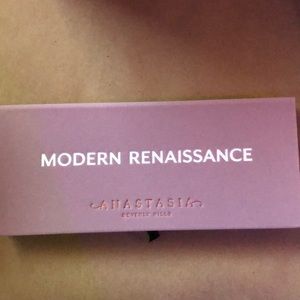 MODERN RENAISSANCE
ANASTASIA
BEVERLY HILLS